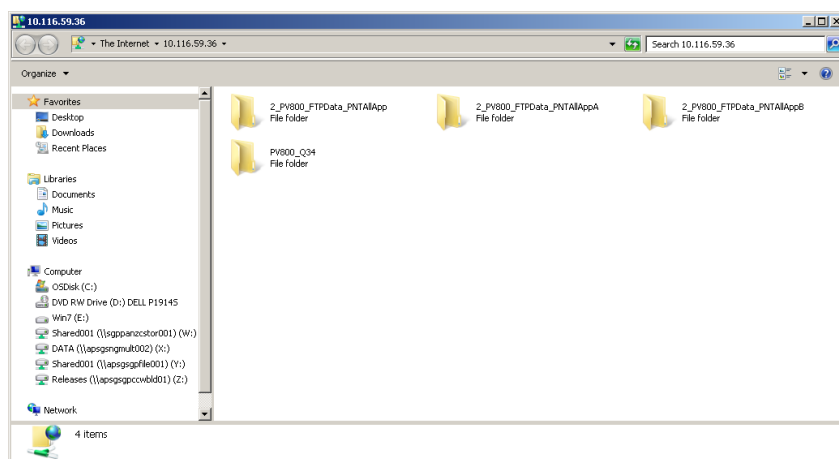 10.116.59.36
The Internet 10.116.59.36
Search 10.116.59.36
Organize
Favorites
Desktop
Downloads
Recent Places
Libraries
Documents
Music
Pictures
Videos
Computer
OSDisk (C:)
DVD RW Drive (D:) DELL P19145
Win7 (E:)
Shared001 (\\sgppanzcstor001) (W:)
DATA (\\apsgsngmult002) (X:)
Shared001 (\\apsgsgpfile001) (Y:)
Releases (\\apsgsgpccwbld01) (Z:)
Network
2_PV800_FTPData_PNTAllApp
File folder
2_PV800_FTPData_PNTAllAppA
File folder
2_PV800_FTPData_PNTAllAppB
File folder
PV800_Q34
File folder
4 items